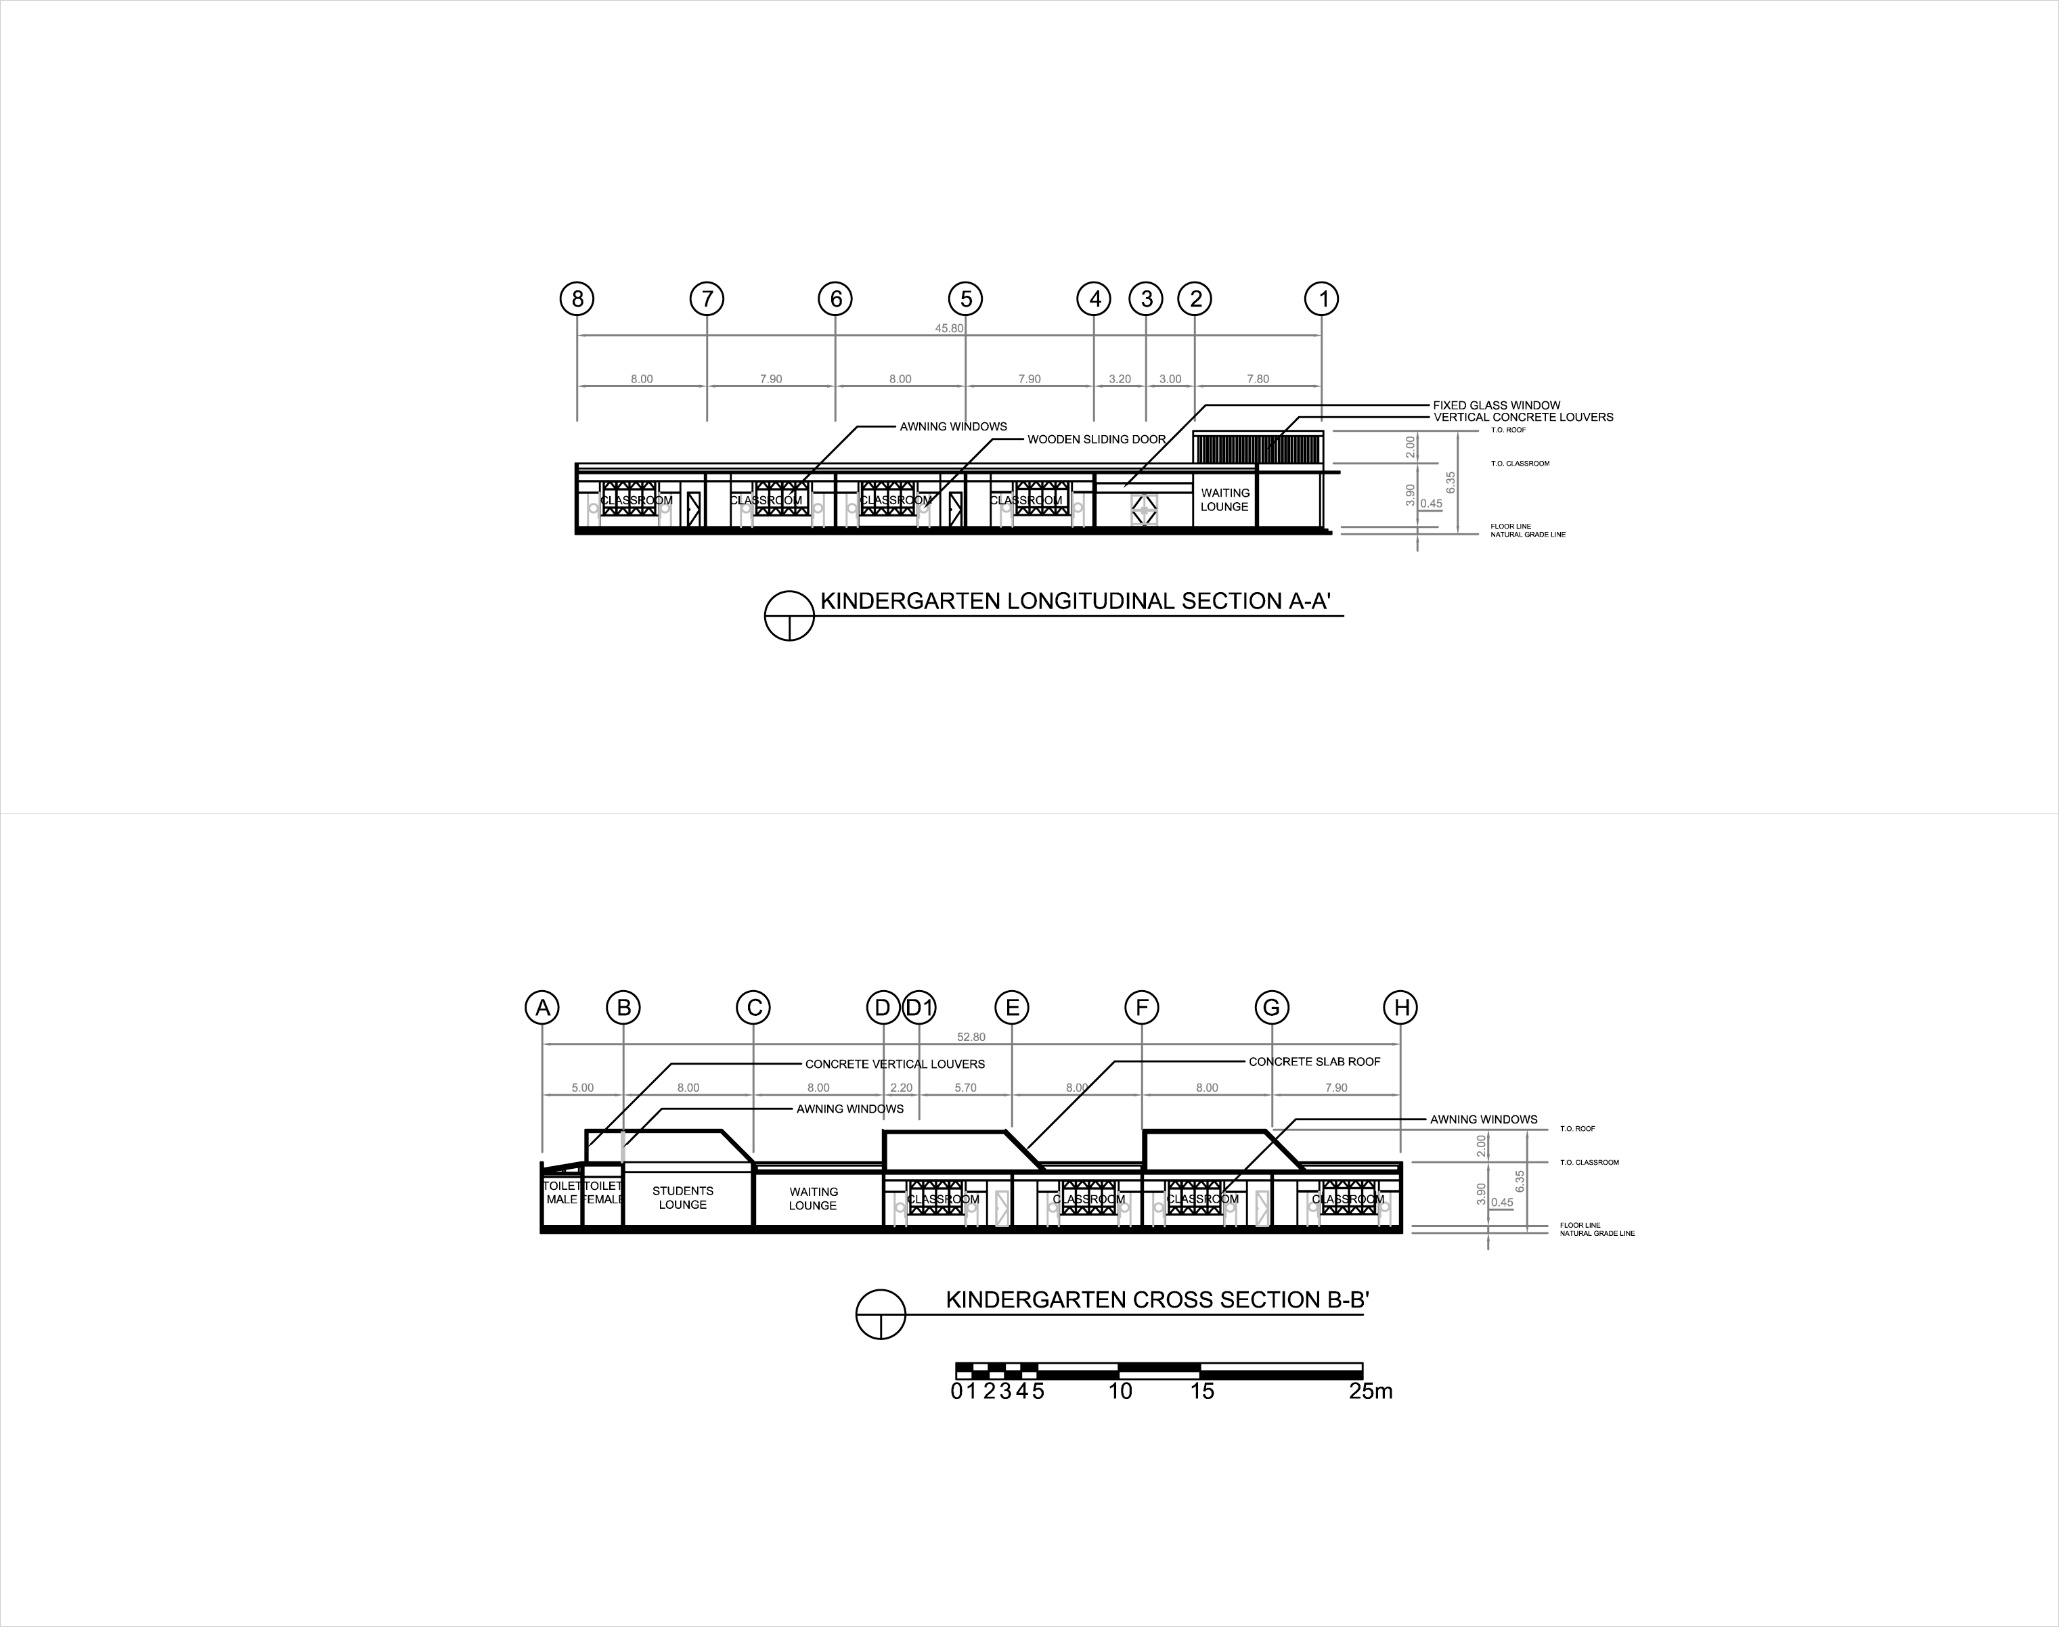 8 7 6 5 4 3 2 1
45.80
8.00 7.90 8.00 7.90 3.20 3.00 7.80
FIXED GLASS WINDOW
VERTICAL CONCRETE LOUVERS
AWNING WINDOWS
WOODEN SLIDING DOOR
T.O. ROOF
2.00
T.O. CLASSROOM
6.35
3.90
0.45
CLASSROOM CLASSROOM CLASSROOM CLASSROOM
WAITING
LOUNGE
FLOOR LINE
NATURAL GRADE LINE
KINDERGARTEN LONGITUDINAL SECTION A-A'
A B C D D1 E F G H
52.80
CONCRETE VERTICAL LOUVERS
CONCRETE SLAB ROOF
5.00 8.00 8.00 2.20 5.70 8.00 8.00 7.90
AWNING WINDOWS
AWNING WINDOWS
T.O. ROOF
2.00
T.O. CLASSROOM
6.35
3.90
0.45
TOILET
MALE
TOILET
FEMALE
STUDENTS
LOUNGE
WAITING
LOUNGE
CLASSROOM CLASSROOM CLASSROOM CLASSROOM
FLOOR LINE
NATURAL GRADE LINE
KINDERGARTEN CROSS SECTION B-B'
0 1 2 3 4 5 10 15 25m